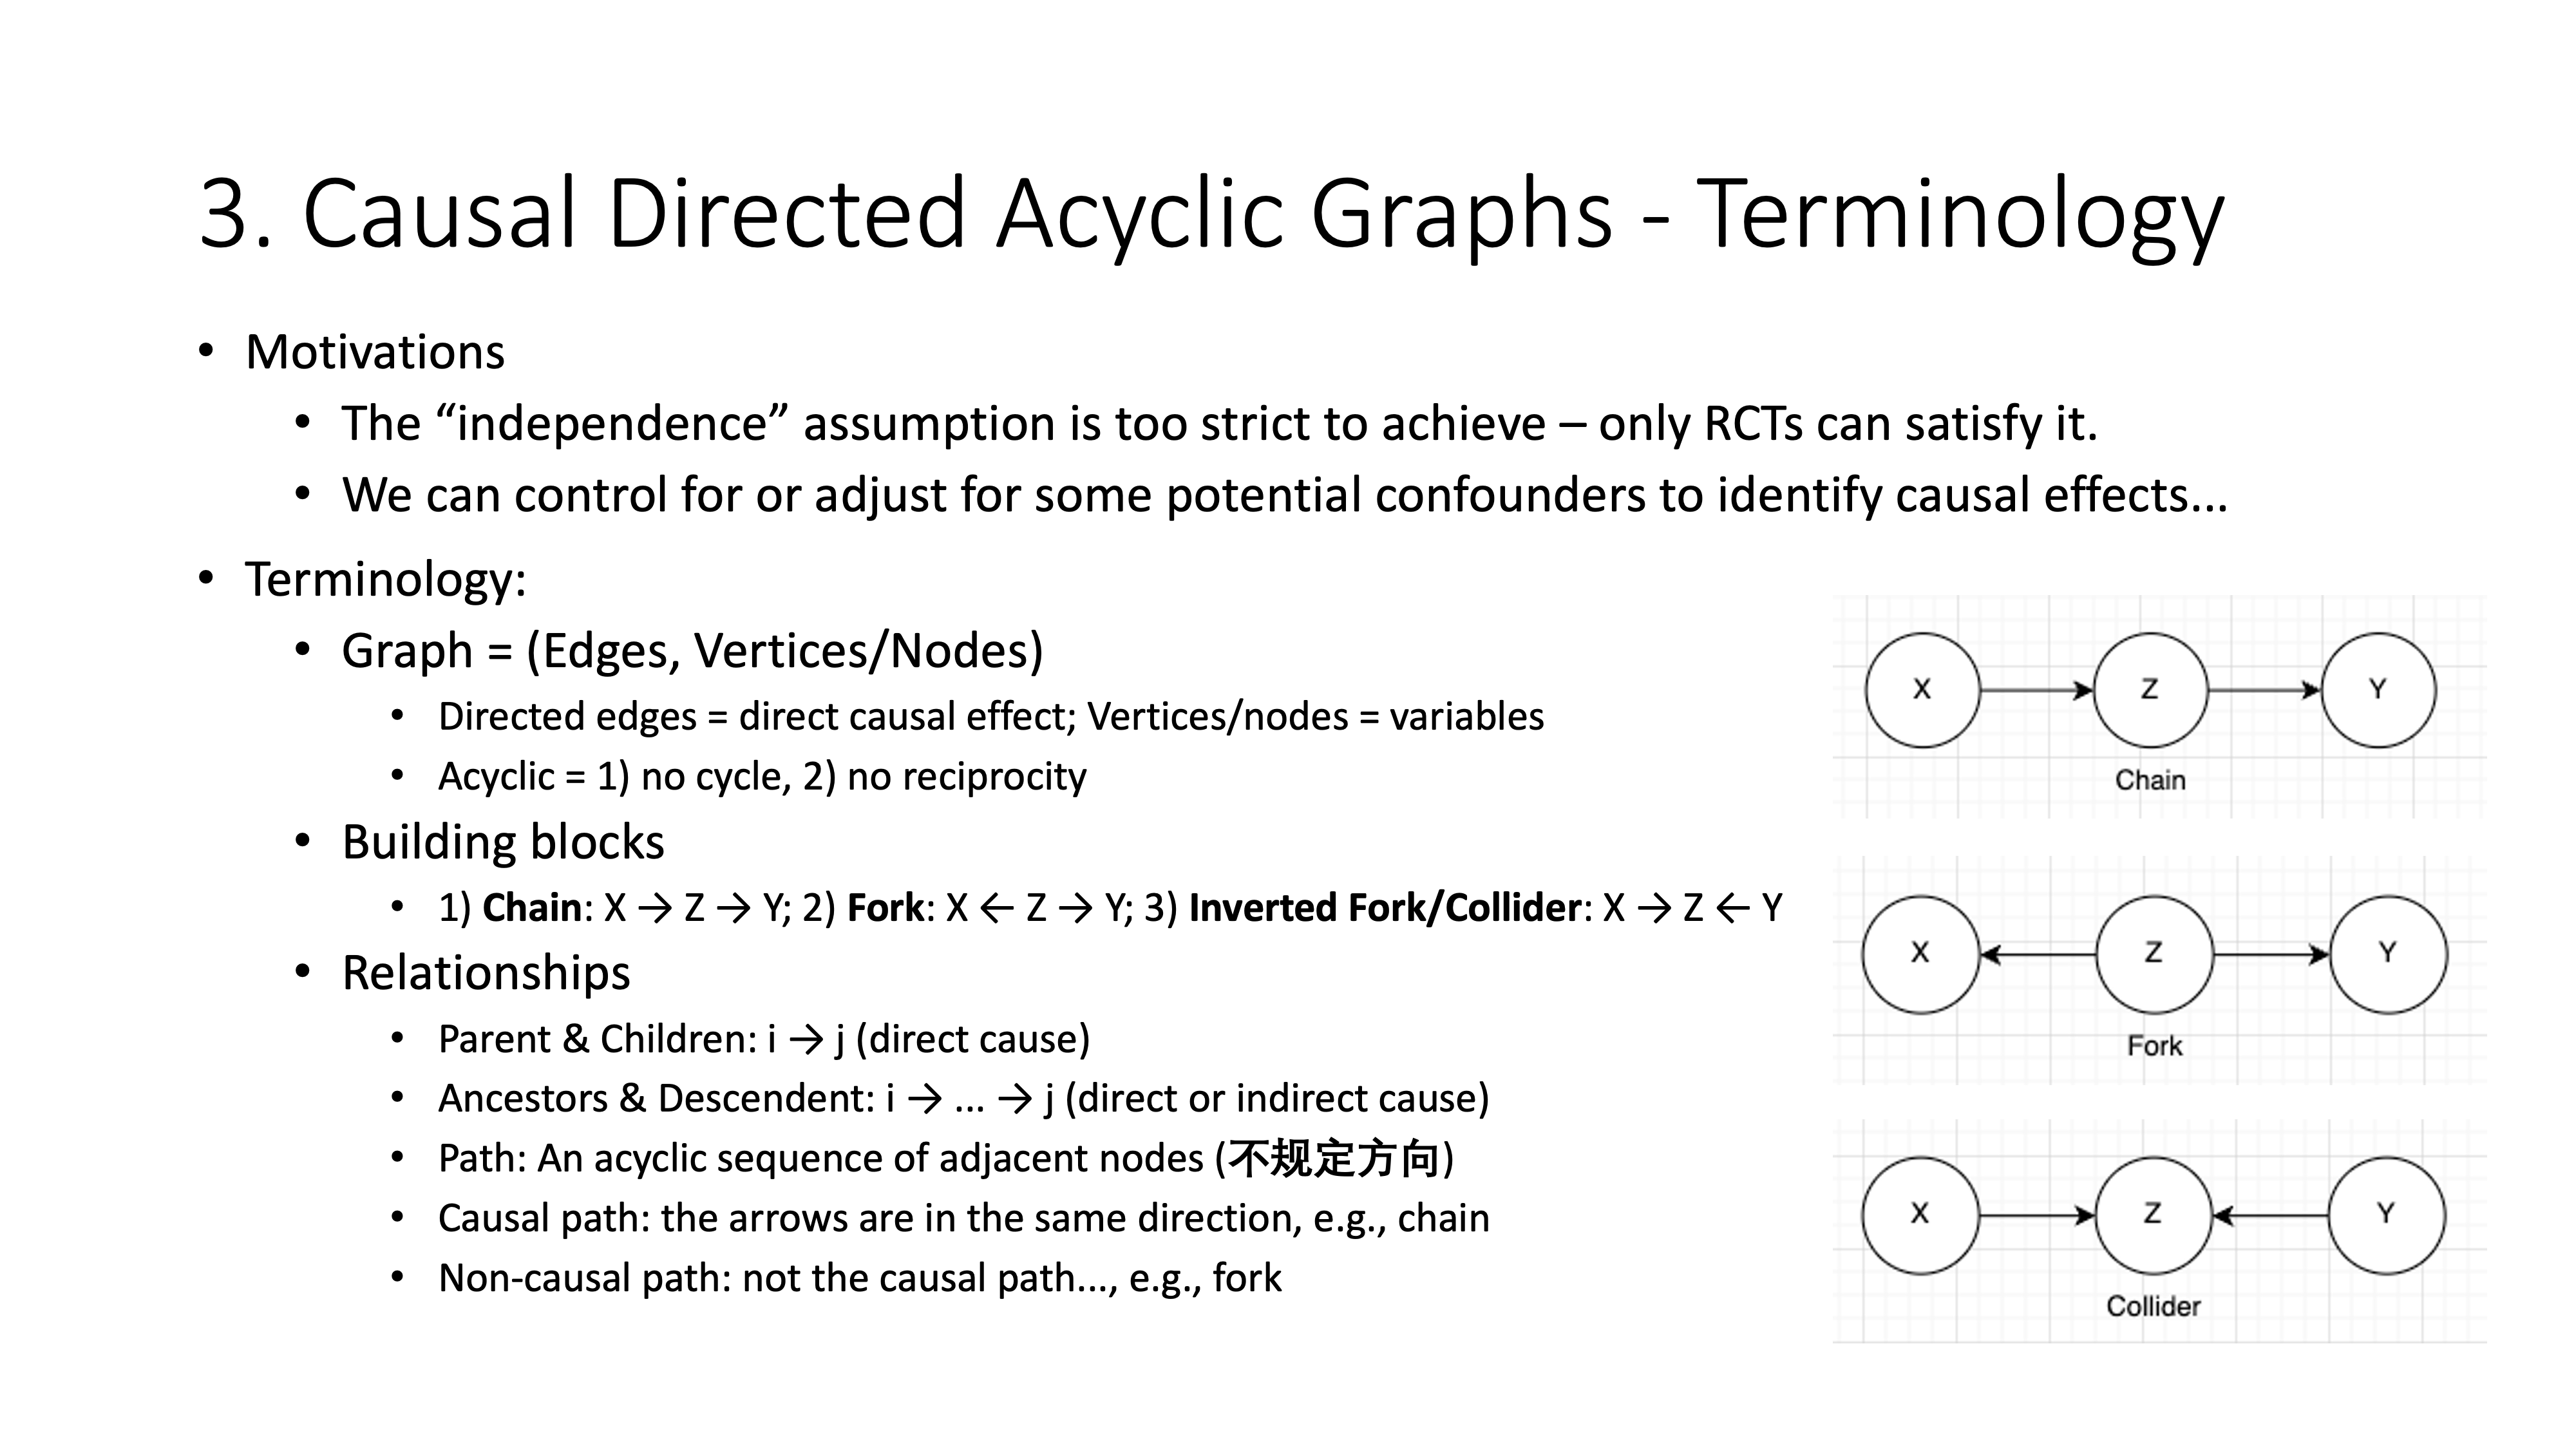 3. Causal Directed Acyclic Graphs - Terminology
• Motivations
• The “independence” assumption is too strict to achieve – only RCTs can satisfy it.
• We can control for or adjust for some potential confounders to identify causal effects…
• Terminology:
• Graph = (Edges, Vertices/Nodes)
• Directed edges = direct causal effect; Vertices/nodes = variables
• Acyclic = 1) no cycle, 2) no reciprocity
• Building blocks
• 1) Chain: X → Z → Y; 2) Fork: X ← Z → Y; 3) Inverted Fork/Collider: X → Z ← Y
• Relationships
• Parent & Children: i → j (direct cause)
• Ancestors & Descendent: i → … → j (direct or indirect cause)
• Path: An acyclic sequence of adjacent nodes (不规定方向)
• Causal path: the arrows are in the same direction, e.g., chain
• Non-causal path: not the causal path…, e.g., fork
X Z Y
Chain
X Z Y
Fork
X Z Y
Collider